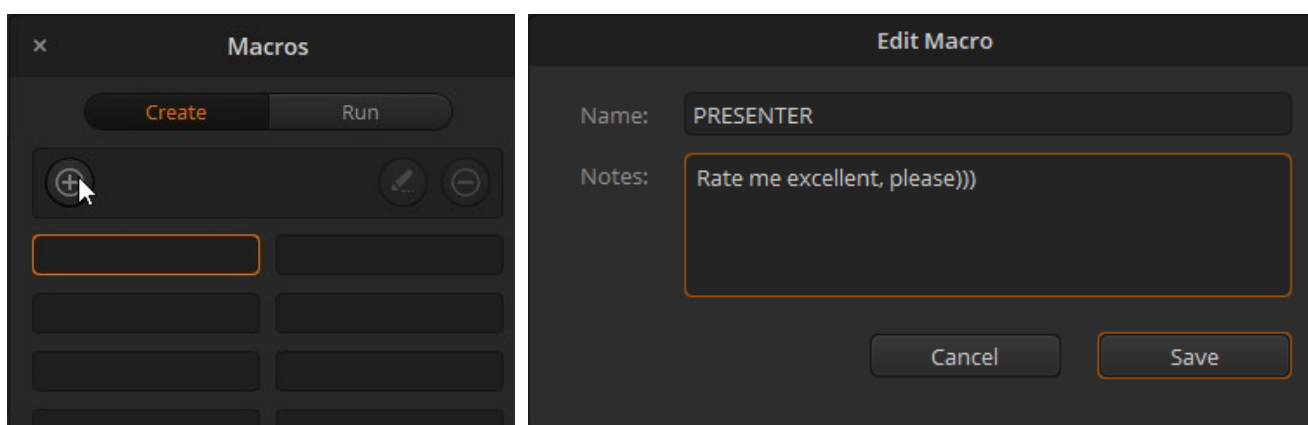 ×
Macros
Create
Run
Edit Macro
Name:
PRESENTER
Notes:
Rate me excellent, please)))
Cancel
Save